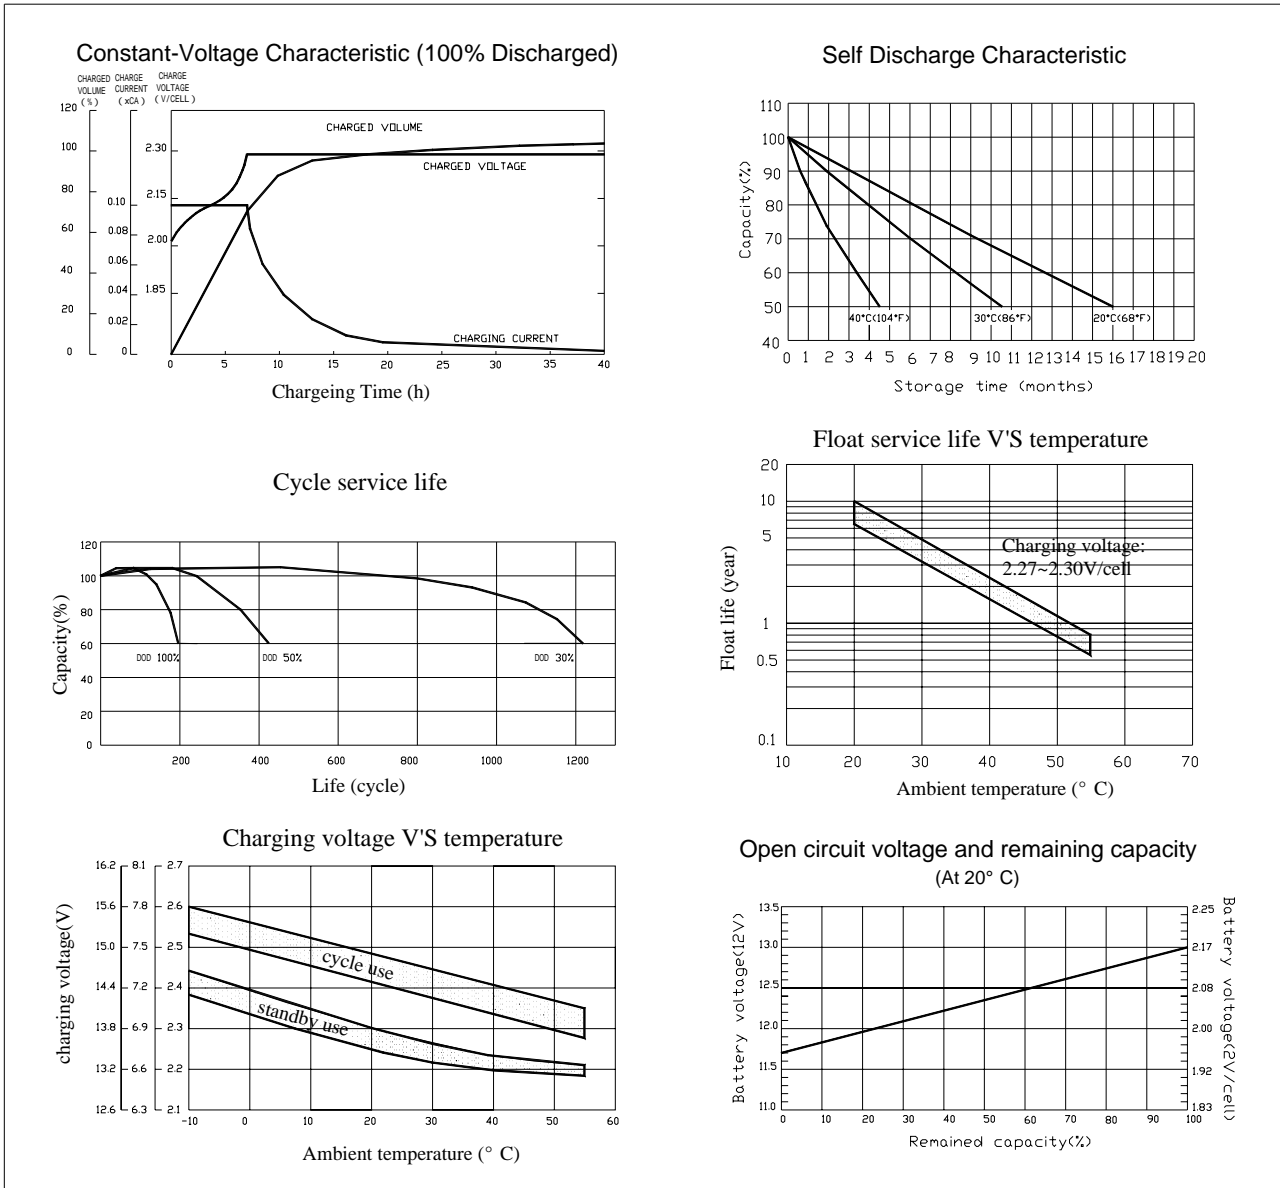 Constant-Voltage Characteristic (100% Discharged)
CHARGED CHARGE CHARGE
VOLUME CURRENT VOLTAGE
(%) (xCA) (V/CELL)
120
100
80
60
40
20
0
0.10
0.08
0.06
0.04
0.02
0
2.30
2.15
2.00
1.85
CHARGED VOLUME
CHARGED VOLTAGE
CHARGING CURRENT
0 5 10 15 20 25 30 35 40
Chargeing Time (h)
Self Discharge Characteristic
Capacity(%)
110
100
90
80
70
60
50
40
40°C(104°F) 30°C(86°F) 20°C(68°F)
0 1 2 3 4 5 6 7 8 9 10 11 12 13 14 15 16 17 18 19 20
Storage time (months)
Cycle service life
Capacity(%)
120
100
80
60
40
20
0
DOD 100% DOD 50% DOD 30%
200 400 600 800 1000 1200
Life (cycle)
Float service life V'S temperature
Float life (year)
20
10
5
1
0.5
0.1
Charging voltage:
2.27~2.30V/cell
10 20 30 40 50 60 70
Ambient temperature (° C)
Charging voltage V'S temperature
charging voltage(V)
16.2 8.1 2.7
15.6 7.8 2.6
15.0 7.5 2.5
14.4 7.2 2.4
13.8 6.9 2.3
13.2 6.6 2.2
12.6 6.3 2.1
cycle use
standby use
-10 0 10 20 30 40 50 60
Ambient temperature (° C)
Open circuit voltage and remaining capacity
(At 20° C)
Battery voltage(12V)
13.5
13.0
12.5
12.0
11.5
11.0
2.25
2.17
2.08
2.00
1.92
1.83
Battery voltage(2V/cell)
0 10 20 30 40 50 60 70 80 90 100
Remained capacity(%)